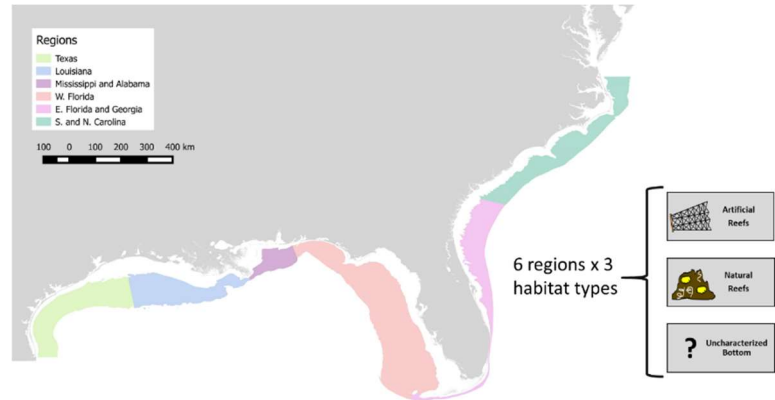 Regions
Texas
Louisiana
Mississippi and Alabama
W. Florida
E. Florida and Georgia
S. and N. Carolina
100 0 100 200 300 400 km
6 regions x 3
habitat types
Artificial
Reefs
Natural
Reefs
?
Uncharacterized
Bottom